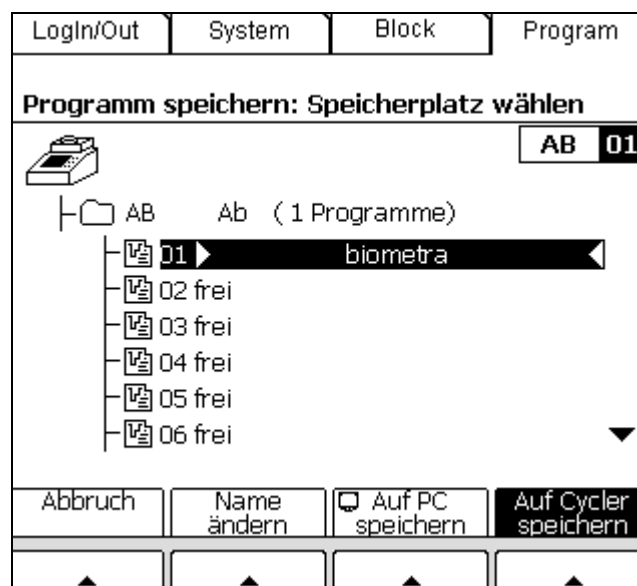 LogIn/Out System Block Program
Programm speichern: Speicherplatz wählen
AB 01
AB Ab ( 1 Programme)
01 biometra
02 frei
03 frei
04 frei
05 frei
06 frei
Abbruch Name ändern Auf PC speichern Auf Cycler speichern